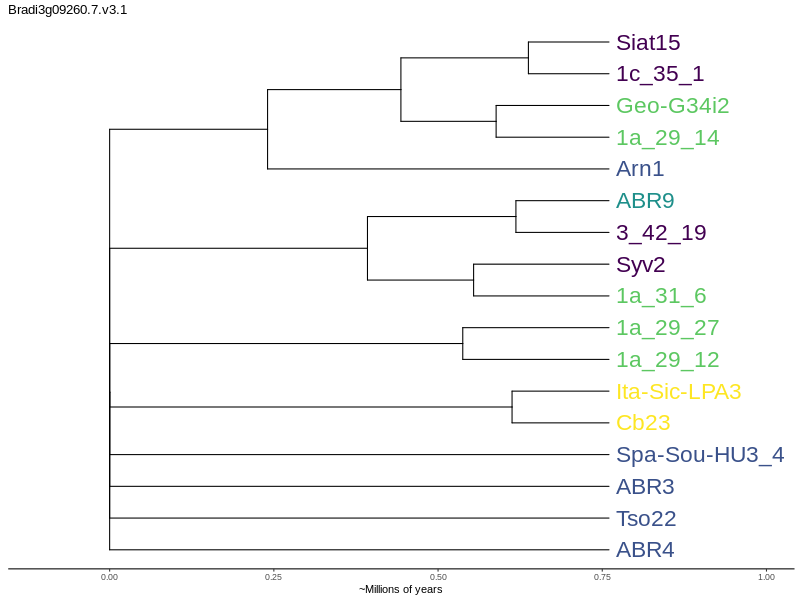 Bradi3g09260.7.v3.1
Siat15
1c_35_1
Geo-G34i2
1a_29_14
Arn1
ABR9
3_42_19
Syv2
1a_31_6
1a_29_27
1a_29_12
Ita-Sic-LPA3
Cb23
Spa-Sou-HU3_4
ABR3
Tso22
ABR4
0.00 0.25 0.50 0.75 1.00
~Millions of years